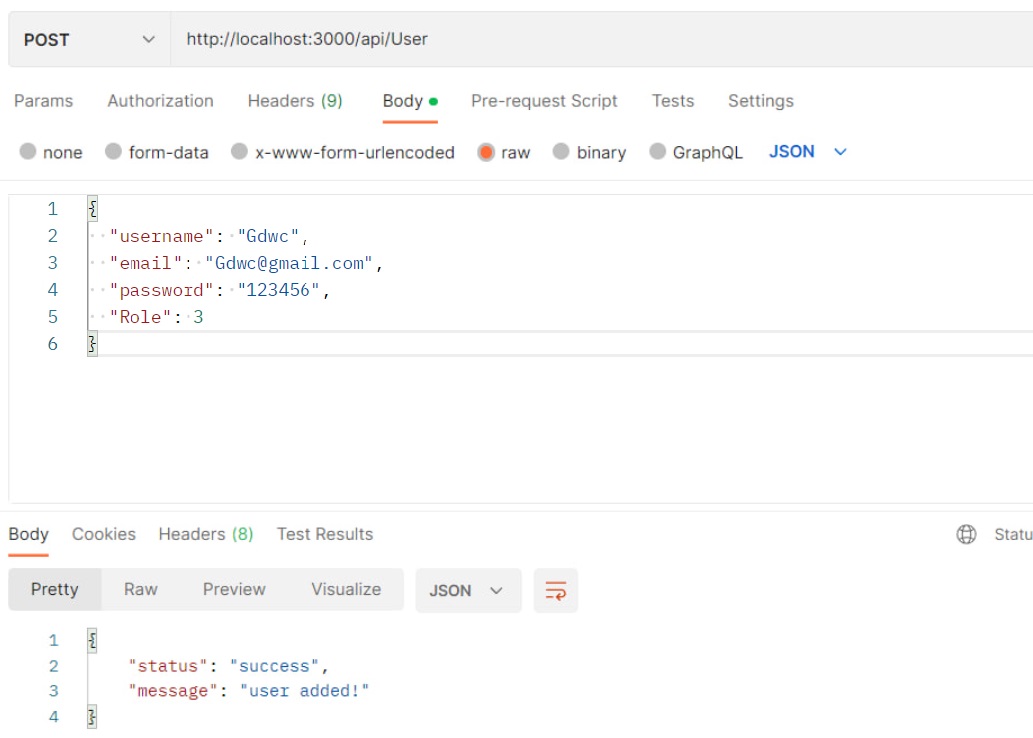 POST http://localhost:3000/api/User
Params Authorization Headers (9) Body Pre-request Script Tests Settings
none form-data x-www-form-urlencoded raw binary GraphQL JSON
1 {
2 "username": "Gdwc",
3 "email": "Gdwc@gmail.com",
4 "password": "123456",
5 "Role": 3
6 }
Body Cookies Headers (8) Test Results Statu
Pretty Raw Preview Visualize JSON
1 {
2 "status": "success",
3 "message": "user added!"
4 }